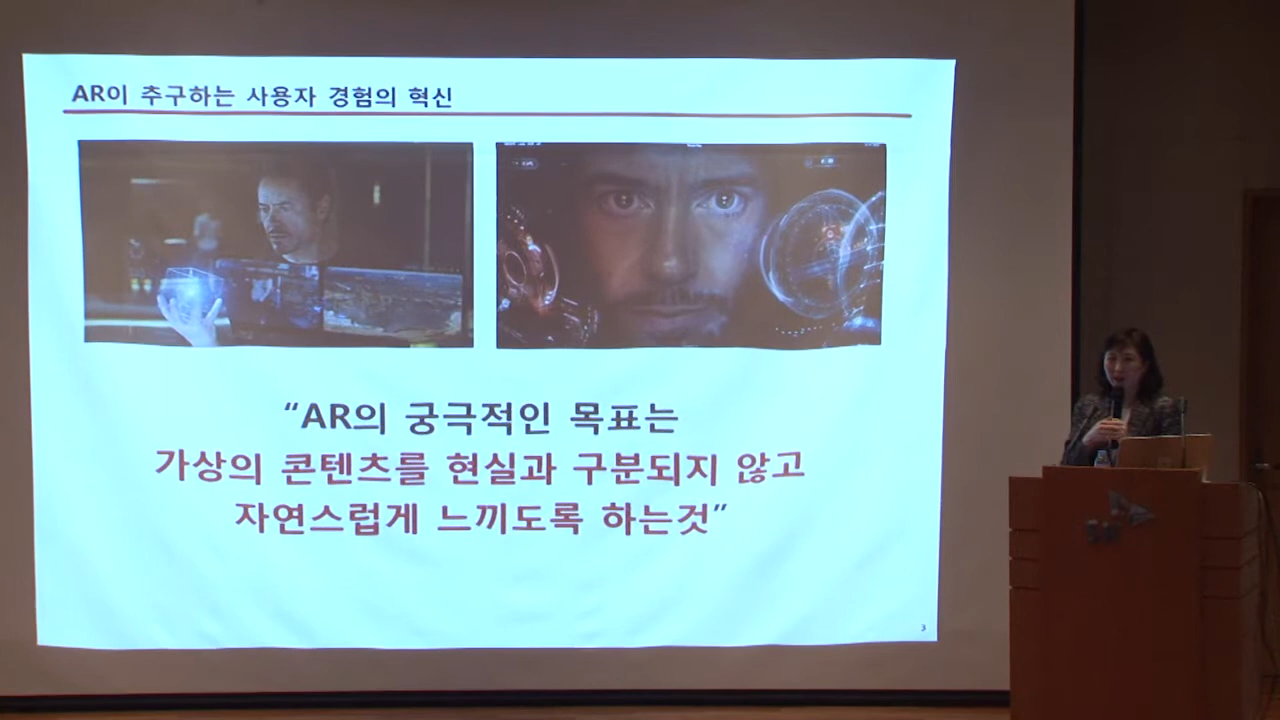 AR이 추구하는 사용자 경험의 혁신
“AR의 궁극적인 목표는
가상의 콘텐츠를 현실과 구분되지 않고
자연스럽게 느끼도록 하는것”
3